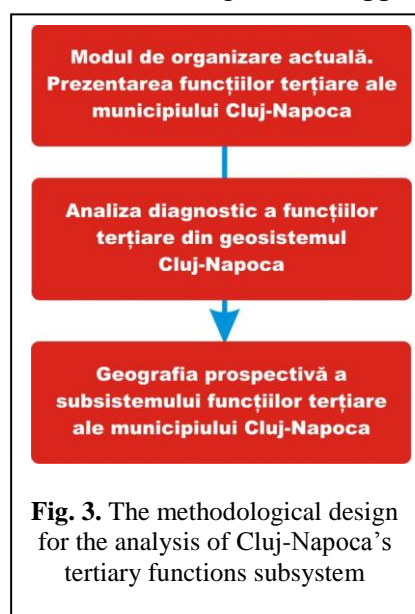 Modul de organizare actuală.
Prezentarea funcțiilor terțiare ale
municipiului Cluj-Napoca
Analiza diagnostic a funcțiilor
terțiare din geosistemul
Cluj-Napoca
Geografia prospectivă a
subsistemului funcțiilor terțiare
ale municipiului Cluj-Napoca
Fig. 3. The methodological design
for the analysis of Cluj-Napoca's
tertiary functions subsystem